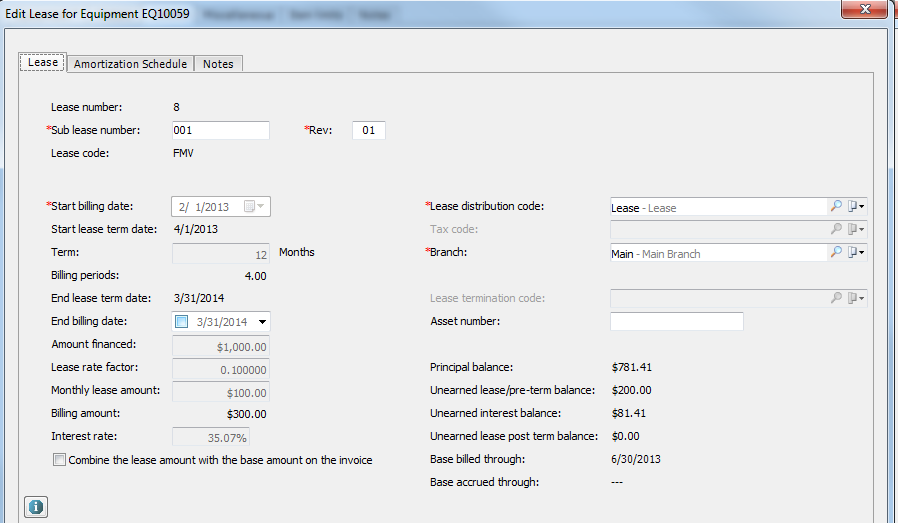 Edit Lease for Equipment EQ10059
Lease Amortization Schedule Notes
Lease number: 8
*Sub lease number: 001 *Rev: 01
Lease code: FMV
*Start billing date: 2/ 1/2013 *Lease distribution code: Lease - Lease
Start lease term date: 4/1/2013 Tax code:
Term: 12 Months *Branch: Main - Main Branch
Billing periods: 4.00
End lease term date: 3/31/2014 Lease termination code:
End billing date: 3/31/2014 Asset number:
Amount financed: $1,000.00
Lease rate factor: 0.100000 Principal balance: $781.41
Monthly lease amount: $100.00 Unearned lease/pre-term balance: $200.00
Billing amount: $300.00 Unearned interest balance: $81.41
Interest rate: 35.07% Unearned lease post term balance: $0.00
Combine the lease amount with the base amount on the invoice Base billed through: 6/30/2013
Base accrued through: ---